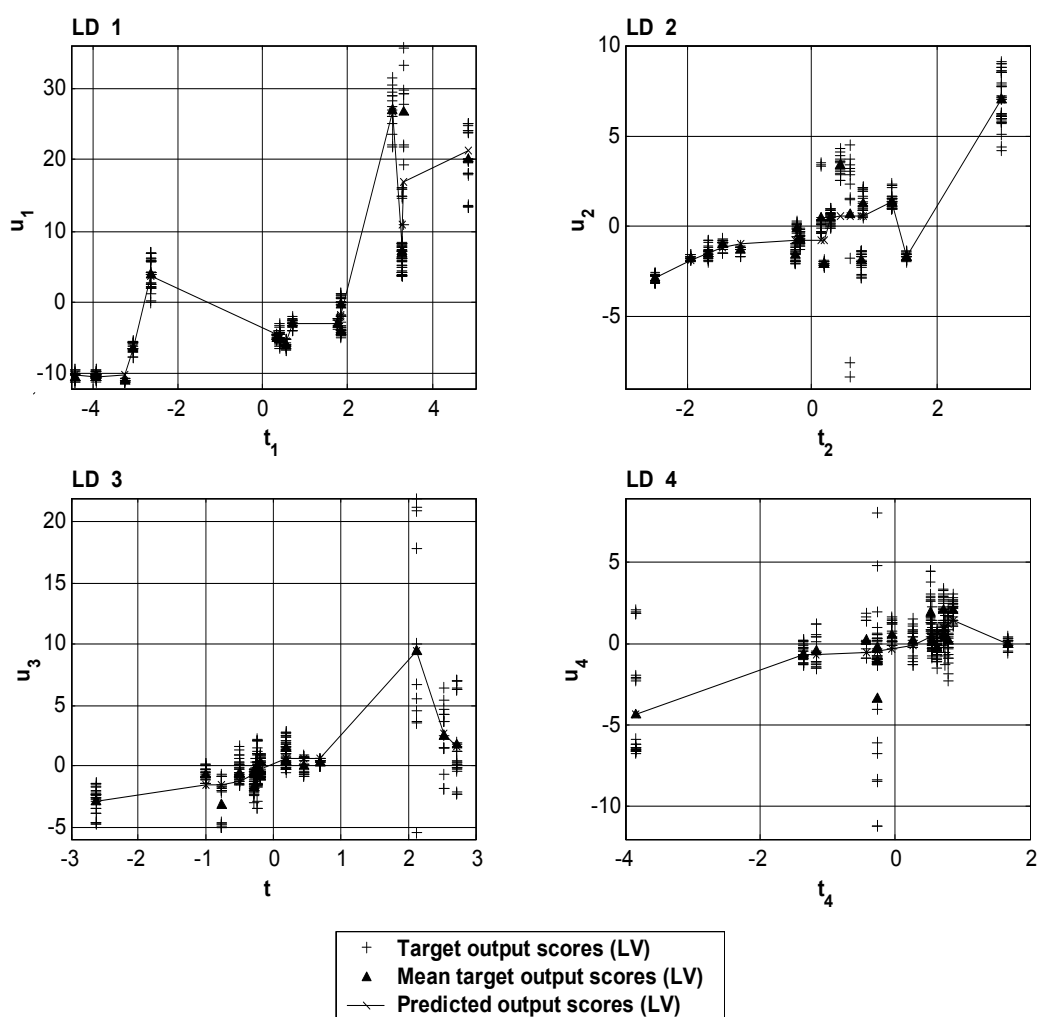 LD 1
LD 2
30
20
10
0
-10
u1
-4
-2
0
2
4
t1
10
5
0
-5
u2
-2
0
2
t2
LD 3
LD 4
20
15
10
5
0
-5
u3
-3
-2
-1
0
1
2
3
t
5
0
-5
-10
u4
-4
-2
0
2
t4
Target output scores (LV)
Mean target output scores (LV)
Predicted output scores (LV)